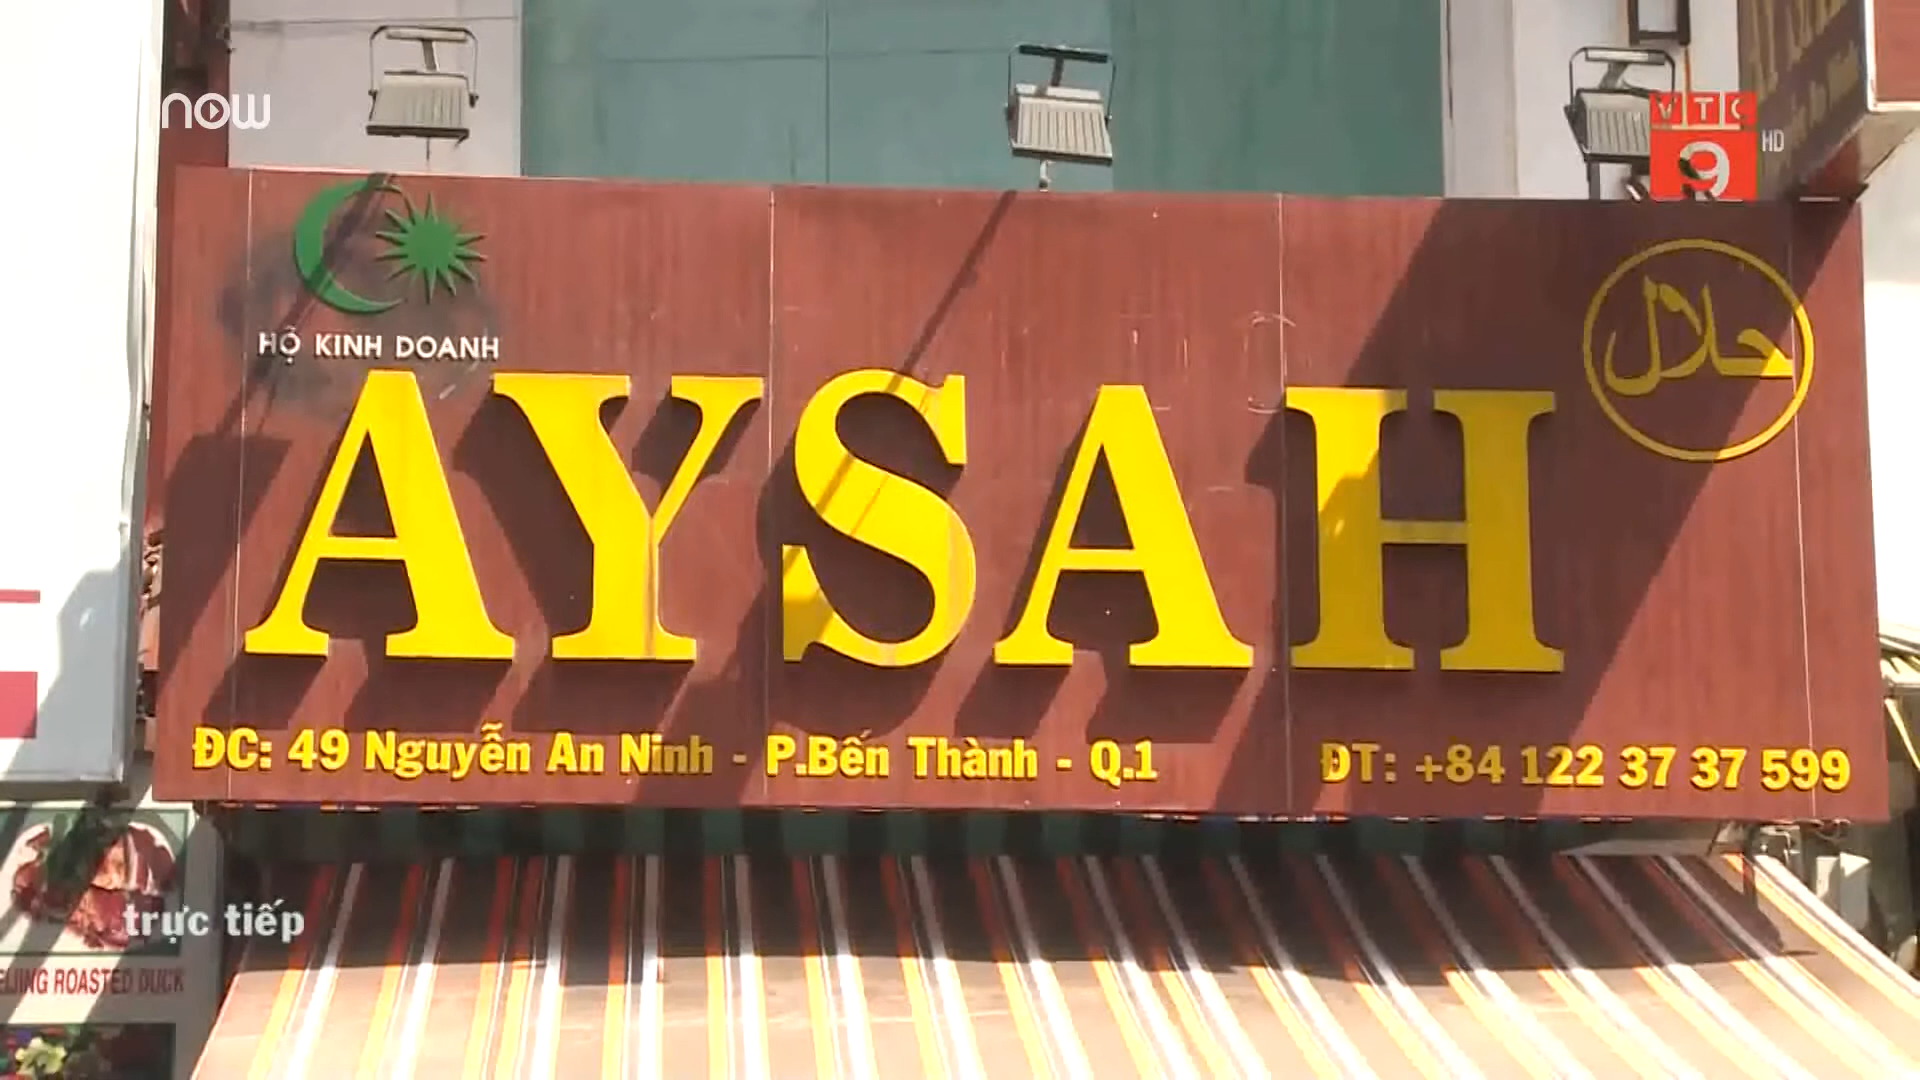 now
VTC
9
HD
HỘ KINH DOANH
حلال
AYSAH
ĐC: 49 Nguyễn An Ninh - P.Bến Thành - Q.1
ĐT: +84 122 37 37 599
trực tiếp
ROASTED DUCK